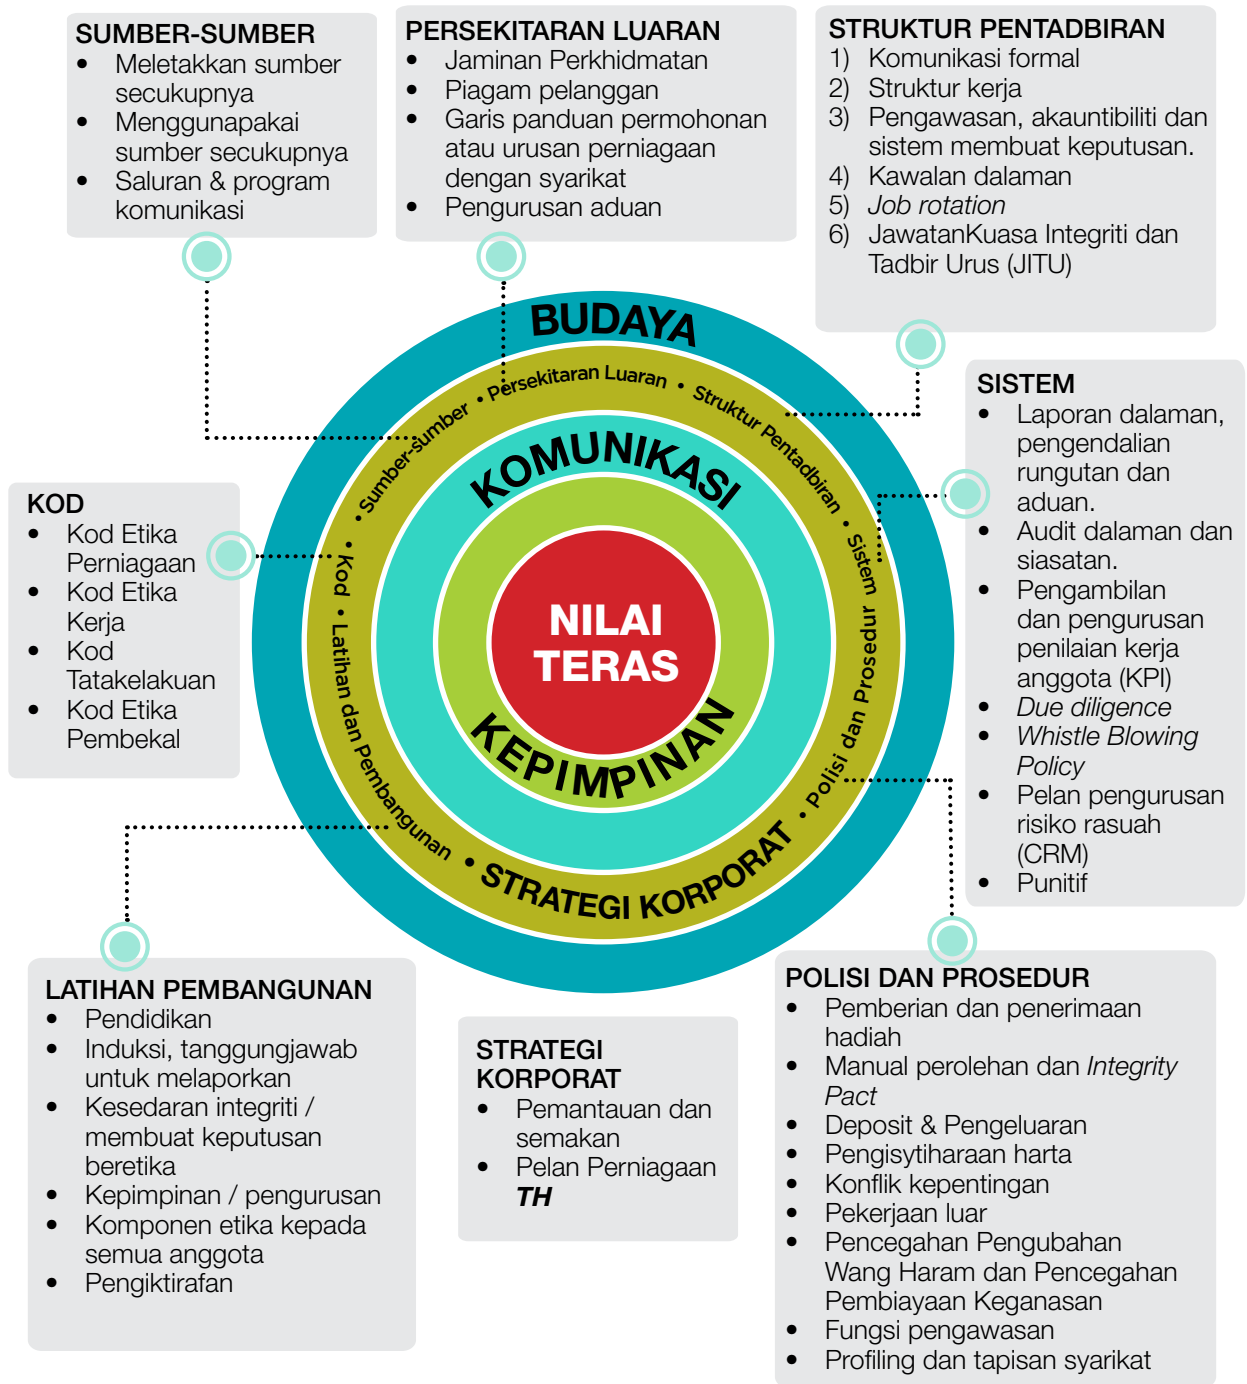 SUMBER-SUMBER
• Meletakkan sumber
secukupnya
• Menggunapakai
sumber secukupnya
• Saluran & program
komunikasi
PERSEKITARAN LUARAN
• Jaminan Perkhidmatan
• Piagam pelanggan
• Garis panduan permohonan
atau urusan perniagaan
dengan syarikat
• Pengurusan aduan
STRUKTUR PENTADBIRAN
1) Komunikasi formal
2) Struktur kerja
3) Pengawasan, akauntibiliti dan
sistem membuat keputusan.
4) Kawalan dalaman
5) Job rotation
6) JawatanKuasa Integriti dan
Tadbir Urus (JITU)
SISTEM
• Laporan dalaman,
pengendalian
rungutan dan
aduan.
• Audit dalaman dan
siasatan.
• Pengambilan
dan pengurusan
penilaian kerja
anggota (KPI)
• Due diligence
• Whistle Blowing
Policy
• Pelan pengurusan
risiko rasuah
(CRM)
• Punitif
KOD
• Kod Etika
Perniagaan
• Kod Etika
Kerja
• Kod
Tatakelakuan
• Kod Etika
Pembekal
BUDAYA
• Kod • Sumber-sumber • Persekitaran Luaran • Struktur Pentadbiran • Sistem
Latihan dan Pembangunan • STRATEGI KORPORAT • Polisi dan Prosedur
KOMUNIKASI
NILAI
TERAS
KEPIMPINAN
LATIHAN PEMBANGUNAN
• Pendidikan
• Induksi, tanggungjawab
untuk melaporkan
• Kesedaran integriti /
membuat keputusan
beretika
• Kepimpinan / pengurusan
• Komponen etika kepada
semua anggota
• Pengiktirafan
STRATEGI
KORPORAT
• Pemantauan dan
semakan
• Pelan Perniagaan
TH
POLISI DAN PROSEDUR
• Pemberian dan penerimaan
hadiah
• Manual perolehan dan Integrity
Pact
• Deposit & Pengeluaran
• Pengisytiharaan harta
• Konflik kepentingan
• Pekerjaan luar
• Pencegahan Pengubahan
Wang Haram dan Pencegahan
Pembiayaan Keganasan
• Fungsi pengawasan
• Profiling dan tapisan syarikat